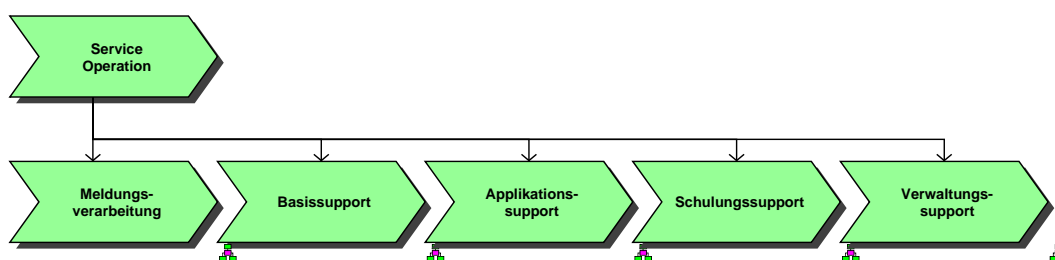 Service
Operation
Meldungs-
verarbeitung
Basissupport
Applikations-
support
Schulungssupport
Verwaltungs-
support